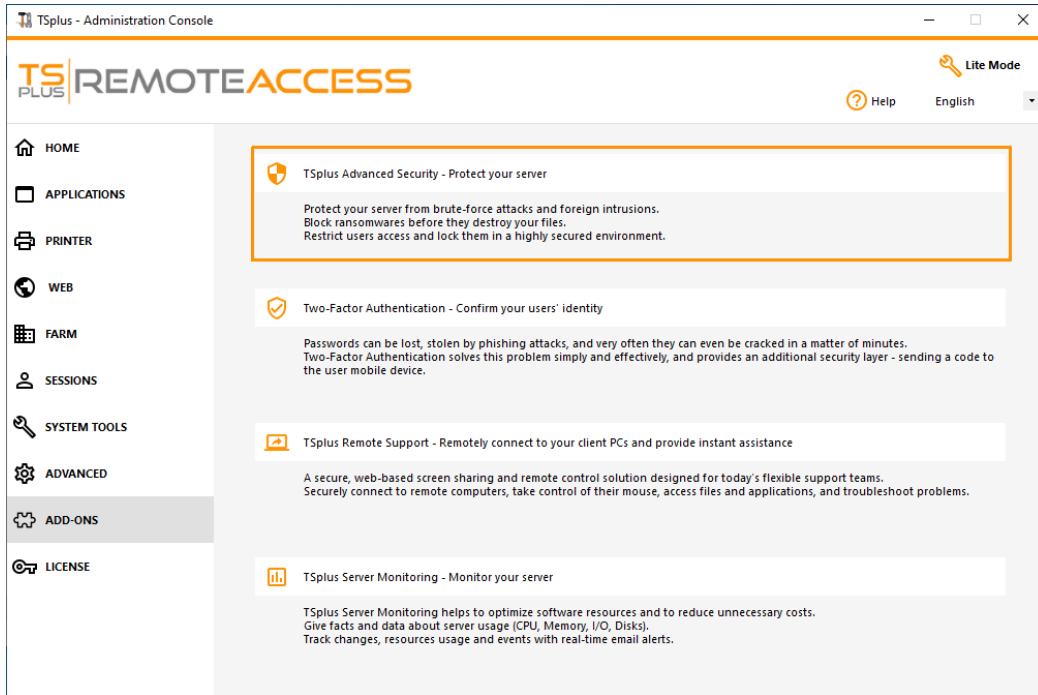 TSplus - Administration Console
TS PLUS REMOTEACCESS
Lite Mode
Help
English
HOME
APPLICATIONS
PRINTER
WEB
FARM
SESSIONS
SYSTEM TOOLS
ADVANCED
ADD-ONS
LICENSE
TSplus Advanced Security - Protect your server
Protect your server from brute-force attacks and foreign intrusions.
Block ransomwares before they destroy your files.
Restrict users access and lock them in a highly secured environment.
Two-Factor Authentication - Confirm your users' identity
Passwords can be lost, stolen by phishing attacks, and very often they can even be cracked in a matter of minutes.
Two-Factor Authentication solves this problem simply and effectively, and provides an additional security layer - sending a code to
the user mobile device.
TSplus Remote Support - Remotely connect to your client PCs and provide instant assistance
A secure, web-based screen sharing and remote control solution designed for today's flexible support teams.
Securely connect to remote computers, take control of their mouse, access files and applications, and troubleshoot problems.
TSplus Server Monitoring - Monitor your server
TSplus Server Monitoring helps to optimize software resources and to reduce unnecessary costs.
Give facts and data about server usage (CPU, Memory, I/O, Disks).
Track changes, resources usage and events with real-time email alerts.